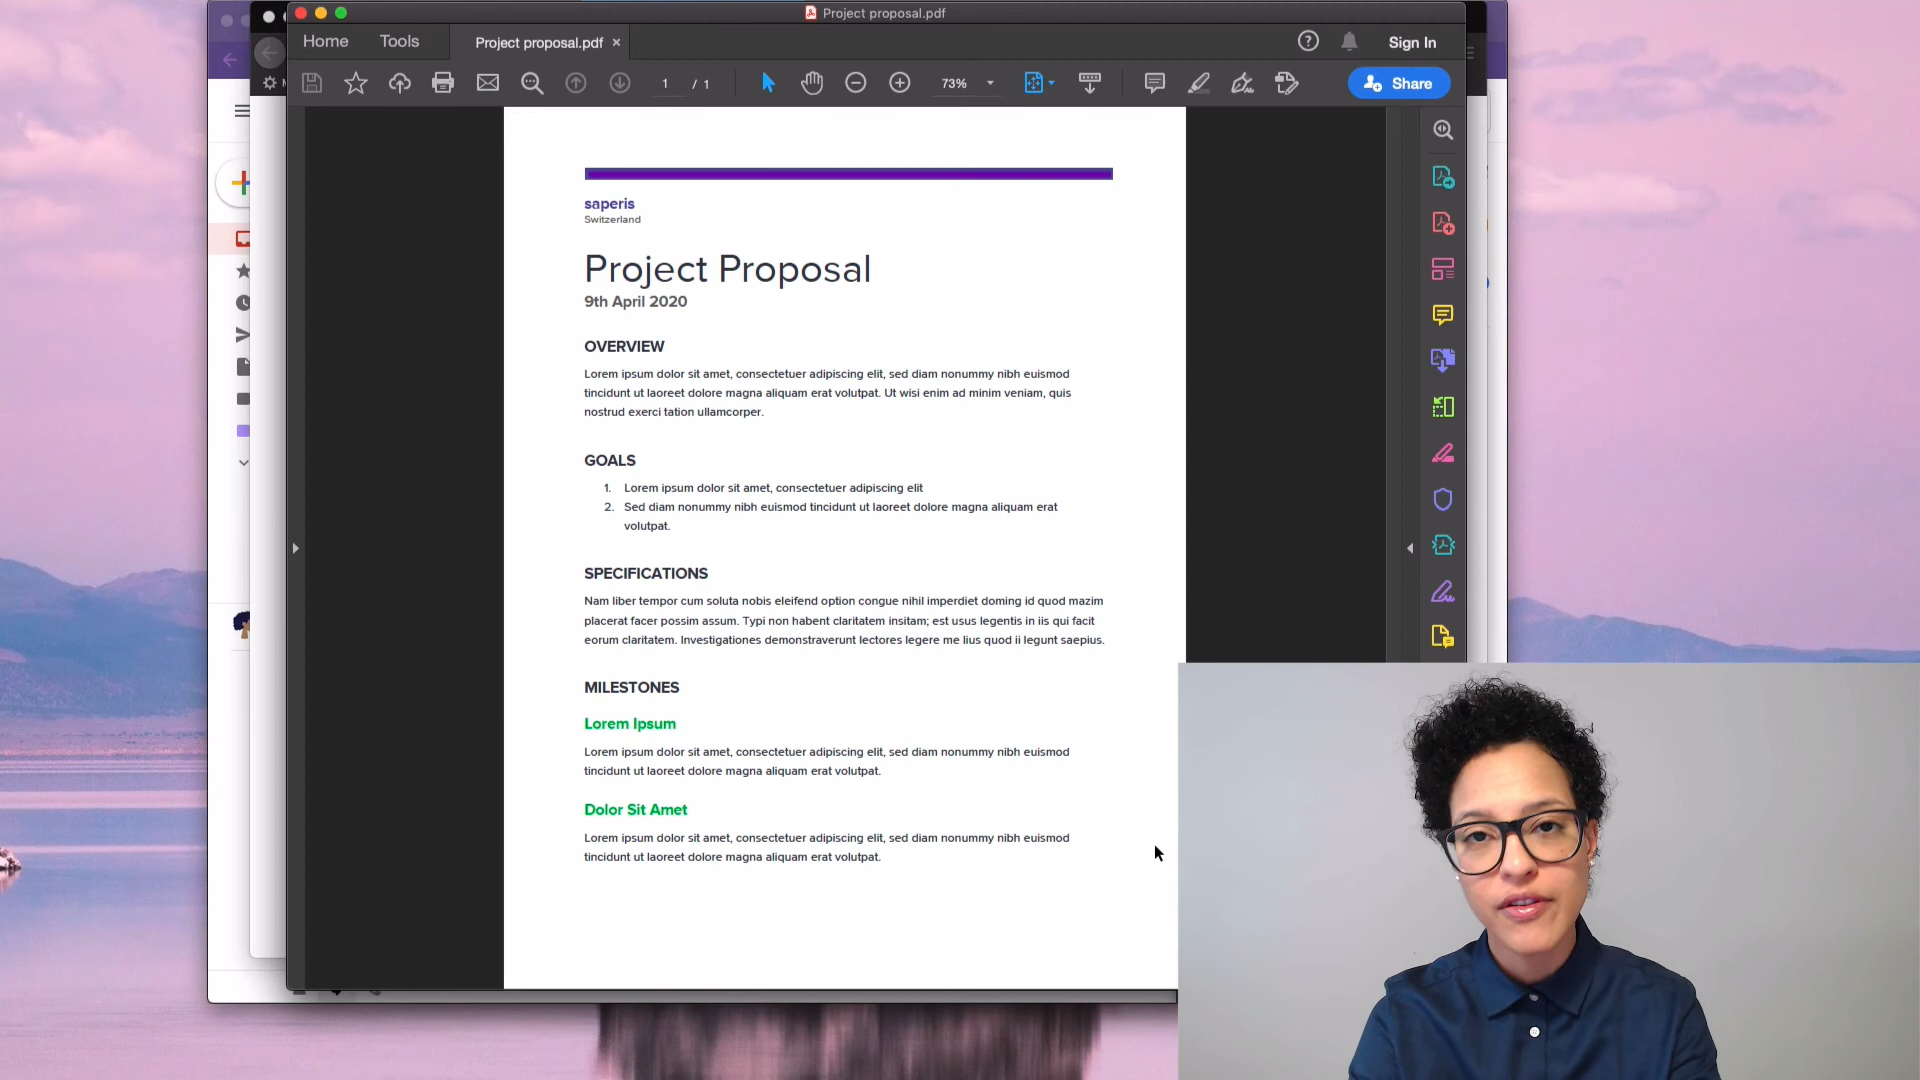 Project proposal.pdf
Home
Tools
Project proposal.pdf ×
Sign In
1 / 1
73%
Share
saperis
Switzerland
Project Proposal
9th April 2020
OVERVIEW
Lorem ipsum dolor sit amet, consectetuer adipiscing elit, sed diam nonummy nibh euismod
tincidunt ut laoreet dolore magna aliquam erat volutpat. Ut wisi enim ad minim veniam, quis
nostrud exerci tation ullamcorper.
GOALS
1. Lorem ipsum dolor sit amet, consectetuer adipiscing elit
2. Sed diam nonummy nibh euismod tincidunt ut laoreet dolore magna aliquam erat
volutpat.
SPECIFICATIONS
Nam liber tempor cum soluta nobis eleifend option congue nihil imperdiet doming id quod mazim
placerat facer possim assum. Typi non habent claritatem insitam; est usus legentis in iis qui facit
eorum claritatem. Investigationes demonstraverunt lectores legere me lius quod ii legunt saepius.
MILESTONES
Lorem Ipsum
Lorem ipsum dolor sit amet, consectetuer adipiscing elit, sed diam nonummy nibh euismod
tincidunt ut laoreet dolore magna aliquam erat volutpat.
Dolor Sit Amet
Lorem ipsum dolor sit amet, consectetuer adipiscing elit, sed diam nonummy nibh euismod
tincidunt ut laoreet dolore magna aliquam erat volutpat.